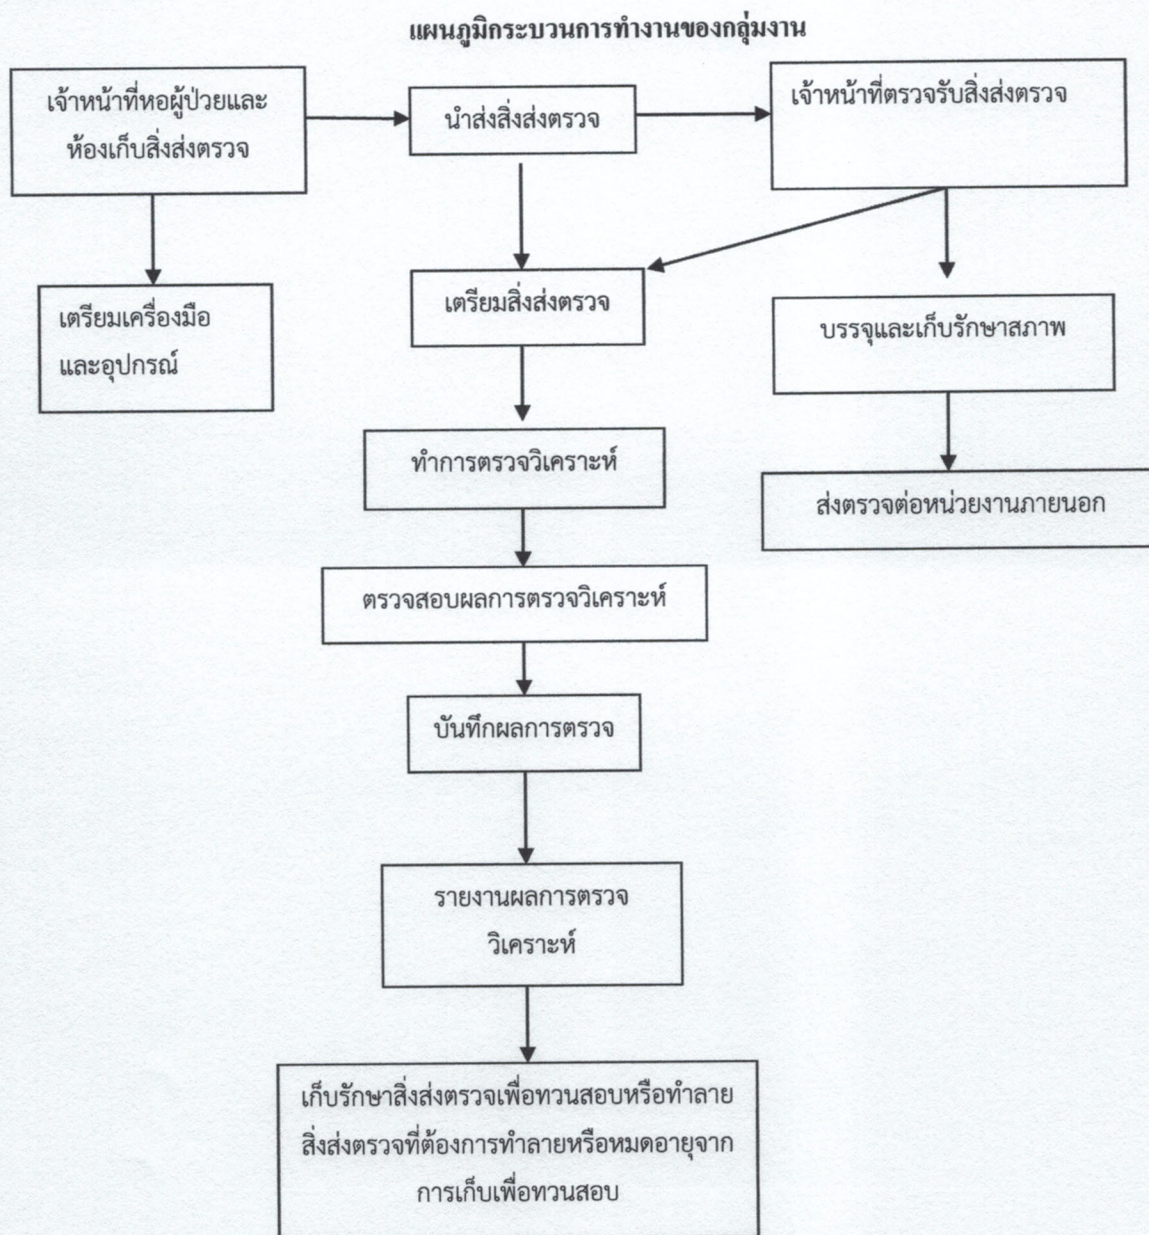 แผนภูมิกระบวนการทำงานของกลุ่มงาน
เจ้าหน้าที่หอผู้ป่วยและ
ห้องเก็บสิ่งส่งตรวจ
นำส่งสิ่งส่งตรวจ
เจ้าหน้าที่ตรวจรับสิ่งส่งตรวจ
เตรียมเครื่องมือ
และอุปกรณ์
เตรียมสิ่งส่งตรวจ
บรรจุและเก็บรักษาสภาพ
ทำการตรวจวิเคราะห์
ส่งตรวจต่อหน่วยงานภายนอก
ตรวจสอบผลการตรวจวิเคราะห์
บันทึกผลการตรวจ
รายงานผลการตรวจ
วิเคราะห์
เก็บรักษาสิ่งส่งตรวจเพื่อทวนสอบหรือทำลาย
สิ่งส่งตรวจที่ต้องการทำลายหรือหมดอายุจาก
การเก็บเพื่อทวนสอบ